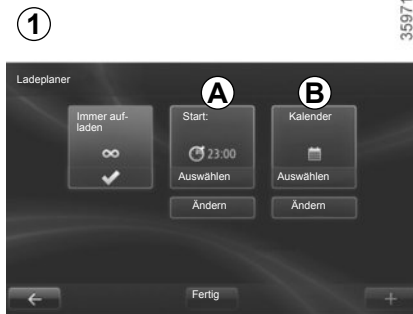 1
35971
Ladeplaner
A
B
Immer auf-
laden
Start:
Kalender
23:00
Auswählen
Auswählen
Ändern
Ändern
Fertig